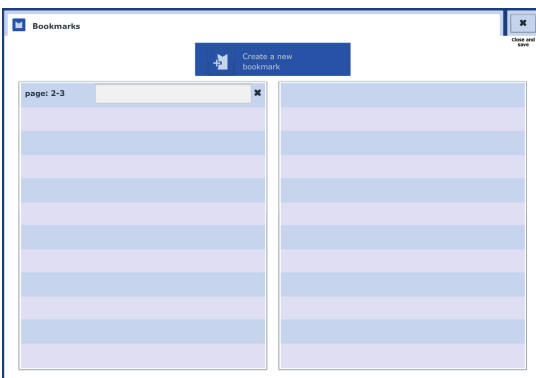 Bookmarks
Close and
save
Create a new
bookmark
page: 2-3